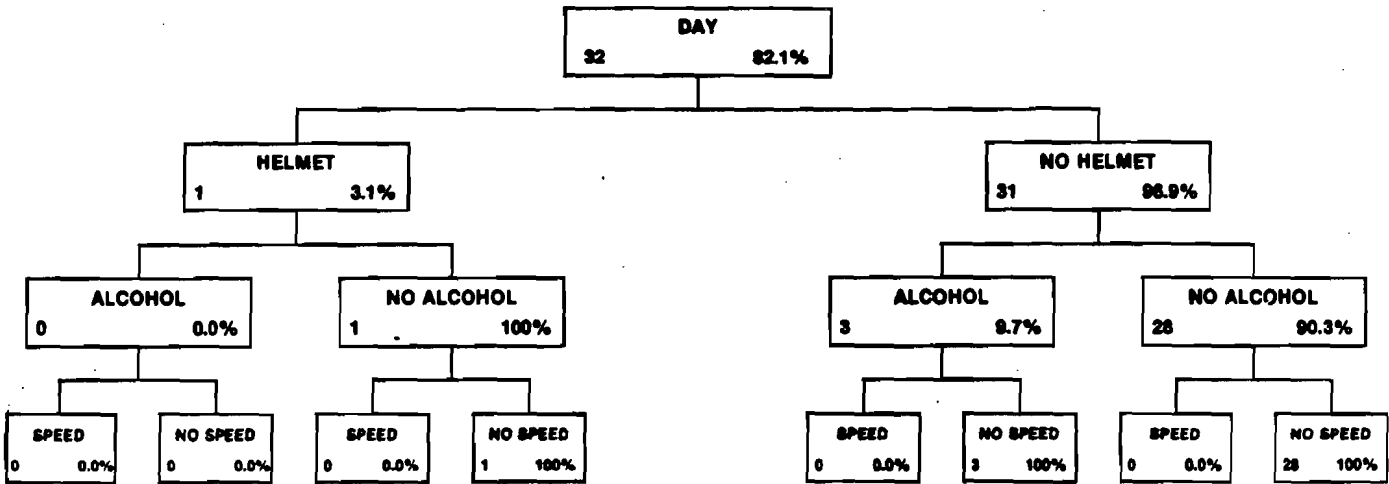 DAY
32 82.1%
HELMET
1 3.1%
NO HELMET
31 96.9%
ALCOHOL
0 0.0%
NO ALCOHOL
1 100%
ALCOHOL
3 9.7%
NO ALCOHOL
28 90.3%
SPEED
0 0.0%
NO SPEED
0 0.0%
SPEED
0 0.0%
NO SPEED
1 100%
SPEED
0 0.0%
NO SPEED
3 100%
SPEED
0 0.0%
NO SPEED
28 100%